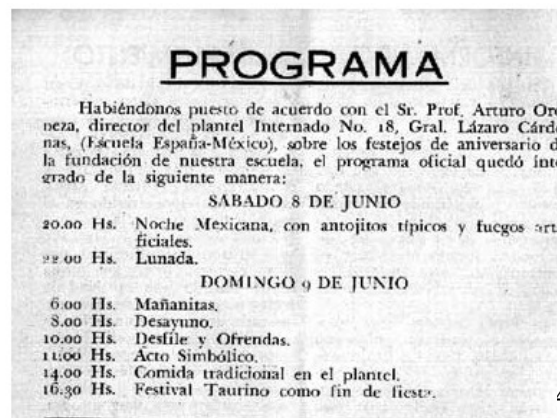 PROGRAMA
Habiéndonos puesto de acuerdo con el Sr. Prof. Arturo Oro
neza, director del plantel Internado No. 18, Gral. Lázaro Cárde
nas, (Escuela España-México), sobre los festejos de aniversario d
la fundación de nuestra escuela, el programa oficial quedó inte
grado de la siguiente manera:
SABADO 8 DE JUNIO
20.00 Hs. Noche Mexicana, con antojitos típicos y fuegos arti
ficiales.
22.00 Hs. Lunada.
DOMINGO 9 DE JUNIO
6.00 Hs. Mañanitas.
8.00 Hs. Desayuno.
10.00 Hs. Desfile y Ofrendas.
11.00 Hs. Acto Simbólico.
14.00 Hs. Comida tradicional en el plantel.
16.30 Hs. Festival Taurino como fin de fiesta.